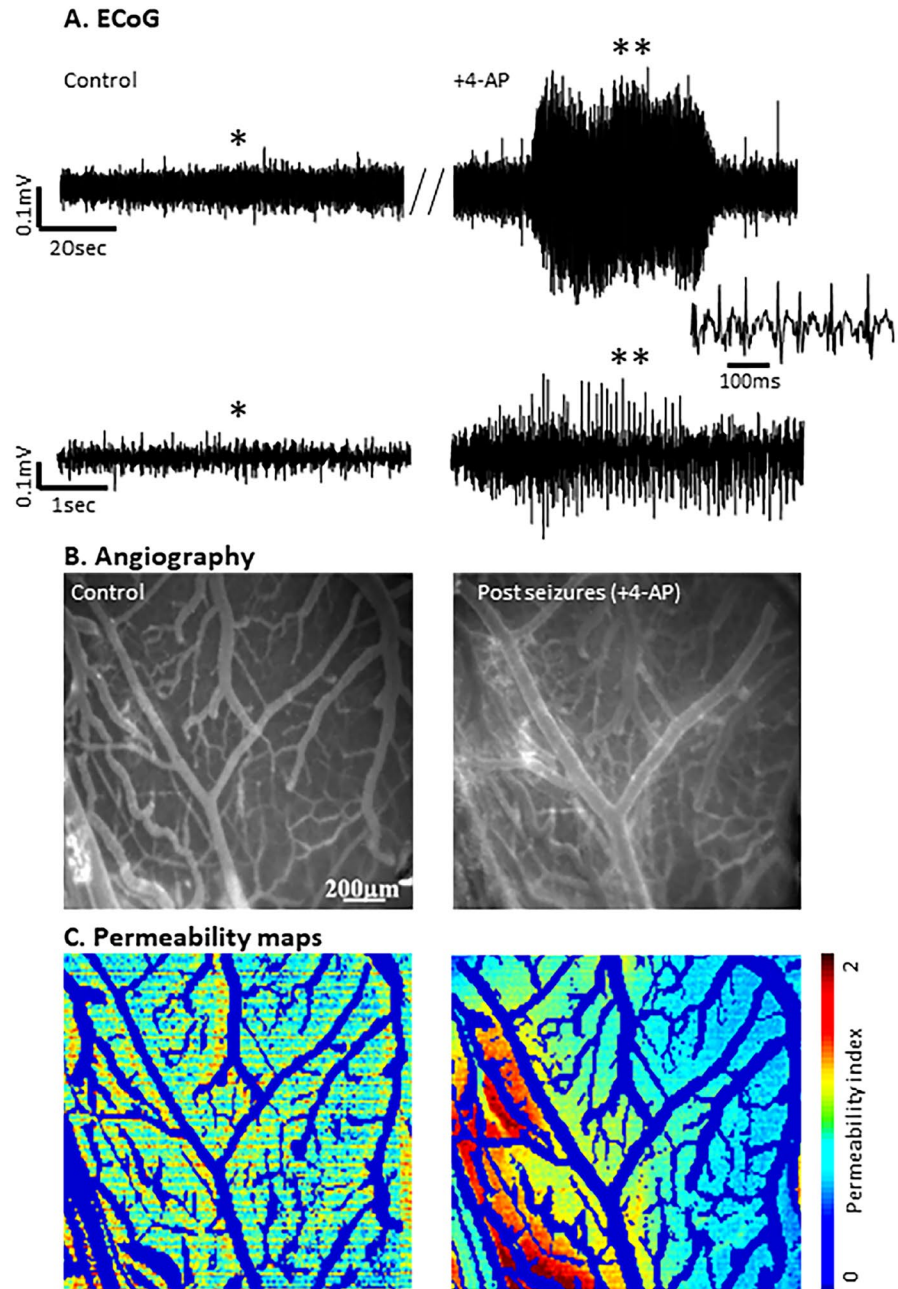 A. ECoG
Control
+4-AP
*
**
0.1mV
20sec
100ms
*
**
0.1mV
1sec
B. Angiography
Control
Post seizures (+4-AP)
200µm
C. Permeability maps
2
Permeability index
0